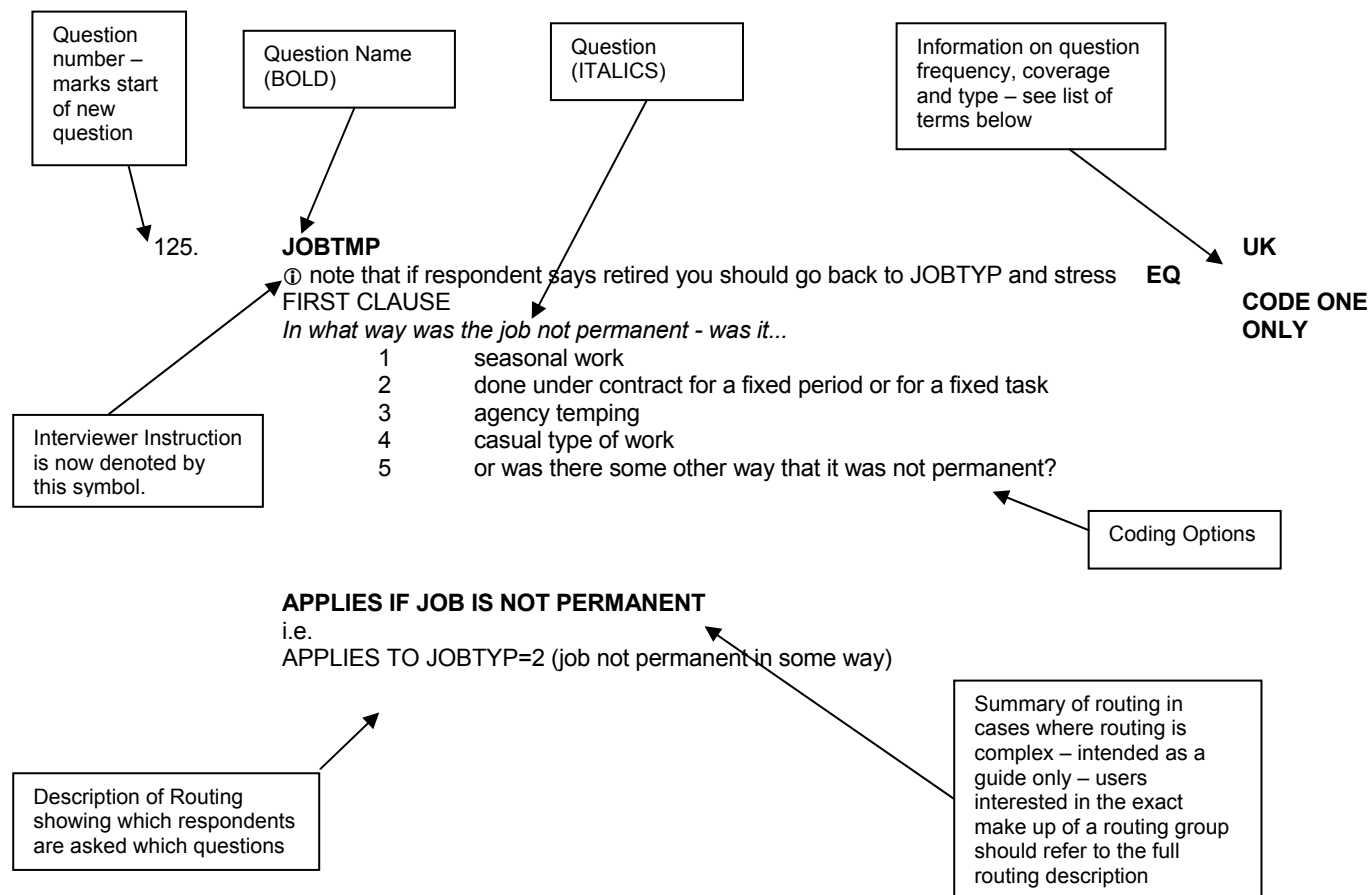 Question
number –
marks start
of new
question
Question Name
(BOLD)
Question
(ITALICS)
Information on question
frequency, coverage
and type – see list of
terms below
125.
JOBTMP
UK
ⓘ note that if respondent says retired you should go back to JOBTYP and stress EQ
FIRST CLAUSE
CODE ONE
In what way was the job not permanent - was it...
ONLY
1 seasonal work
2 done under contract for a fixed period or for a fixed task
3 agency temping
4 casual type of work
5 or was there some other way that it was not permanent?
Interviewer Instruction
is now denoted by
this symbol.
Coding Options
APPLIES IF JOB IS NOT PERMANENT
i.e.
APPLIES TO JOBTYP=2 (job not permanent in some way)
Summary of routing in
cases where routing is
complex – intended as a
guide only – users
interested in the exact
make up of a routing group
should refer to the full
routing description
Description of Routing
showing which respondents
are asked which questions